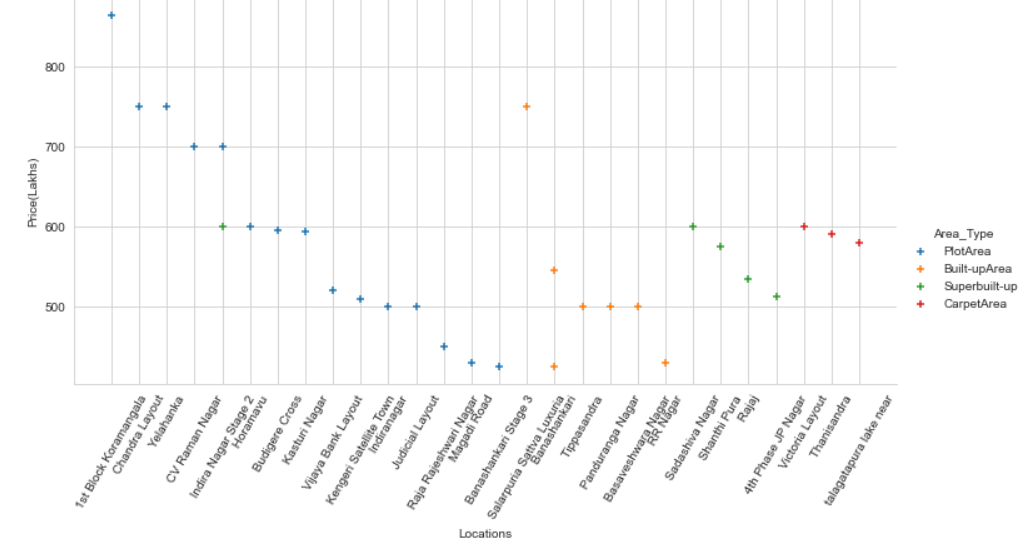 800
700
600
500
Price(Lakhs)
1st Block Koramangala
Chandra Layout
Yelahanka
CV Raman Nagar
Indira Nagar Stage 2
Horamavu
Budigere Cross
Kasturi Nagar
Vijaya Bank Layout
Kengeri Satellite Town
Indiranagar
Judicial Layout
Raja Rajeshwari Nagar
Magadi Road
Banashankari Stage 3
Salarpuria Sattva Luxuria
Banashankari
Tippasandra
Panduranga Nagar
Basaveshwara Nagar
RR Nagar
Sadashiva Nagar
Shanthi Pura
Rajaj
4th Phase JP Nagar
Victoria Layout
Thanisandra
talagatapura lake near
Locations
Area_Type
PlotArea
Built-upArea
Superbuilt-up
CarpetArea